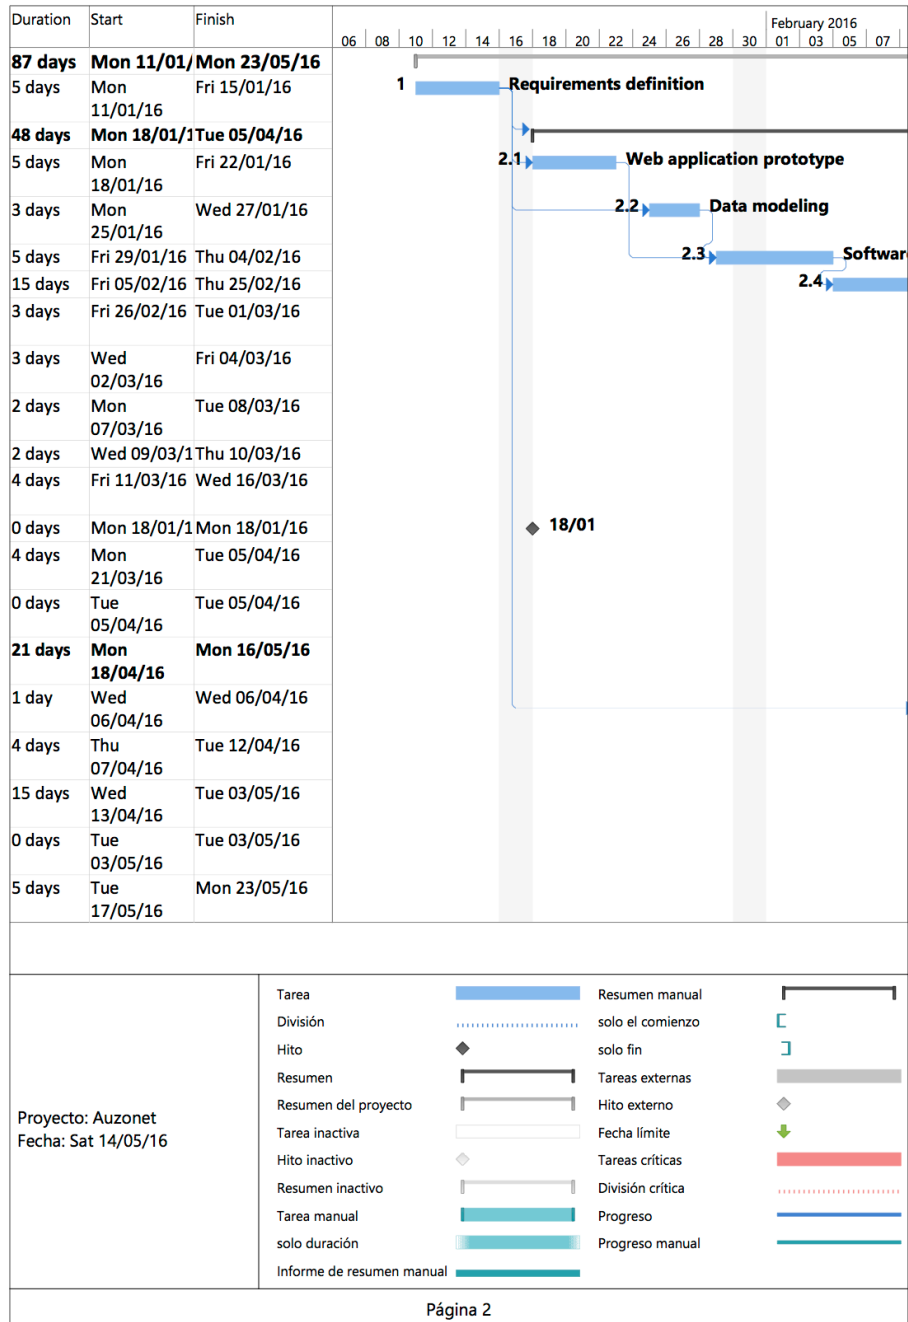 Duration Start Finish
February 2016
06 08 10 12 14 16 18 20 22 24 26 28 30 01 03 05 07
87 days Mon 11/01/ Mon 23/05/16
5 days Mon 11/01/16 Fri 15/01/16
1 Requirements definition
48 days Mon 18/01/1 Tue 05/04/16
5 days Mon 18/01/16 Fri 22/01/16
2.1 Web application prototype
3 days Mon 25/01/16 Wed 27/01/16
2.2 Data modeling
5 days Fri 29/01/16 Thu 04/02/16
2.3 Software
15 days Fri 05/02/16 Thu 25/02/16
2.4
3 days Fri 26/02/16 Tue 01/03/16
3 days Wed 02/03/16 Fri 04/03/16
2 days Mon 07/03/16 Tue 08/03/16
2 days Wed 09/03/1 Thu 10/03/16
4 days Fri 11/03/16 Wed 16/03/16
0 days Mon 18/01/1 Mon 18/01/16
18/01
4 days Mon 21/03/16 Tue 05/04/16
0 days Tue 05/04/16 Tue 05/04/16
21 days Mon 18/04/16 Mon 16/05/16
1 day Wed 06/04/16 Wed 06/04/16
4 days Thu 07/04/16 Tue 12/04/16
15 days Wed 13/04/16 Tue 03/05/16
0 days Tue 03/05/16 Tue 03/05/16
5 days Tue 17/05/16 Mon 23/05/16
Proyecto: Auzonet
Fecha: Sat 14/05/16
Tarea
División
Hito
Resumen
Resumen del proyecto
Tarea inactiva
Hito inactivo
Resumen inactivo
Tarea manual
solo duración
Informe de resumen manual
Resumen manual
solo el comienzo
solo fin
Tareas externas
Hito externo
Fecha límite
Tareas críticas
División crítica
Progreso
Progreso manual
Página 2